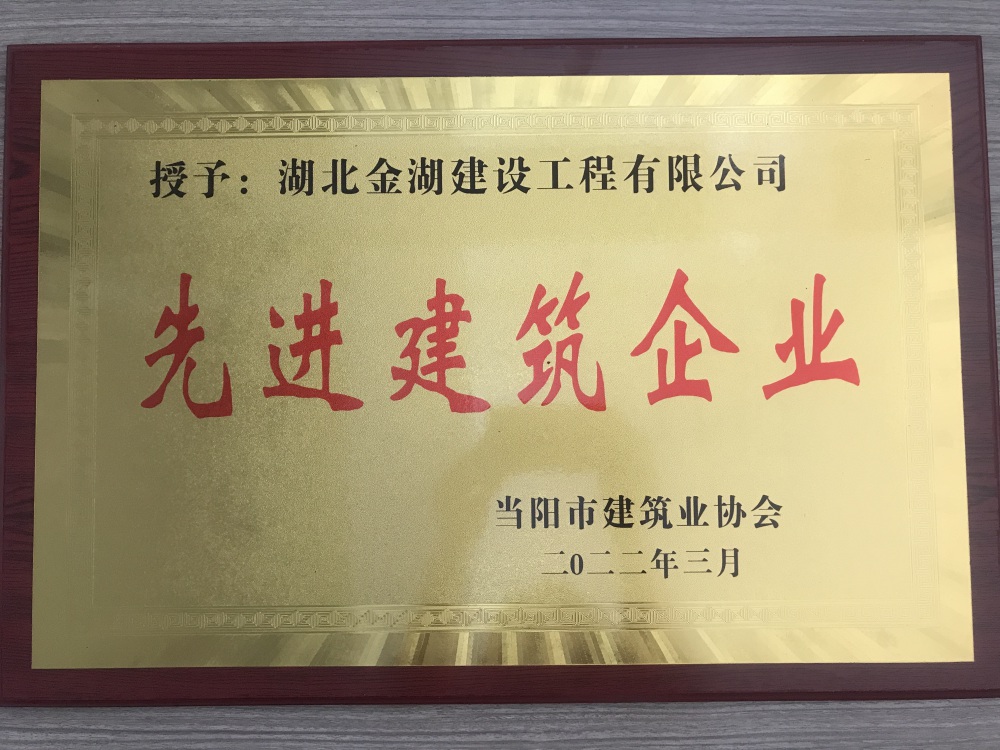 授予：湖北金湖建设工程有限公司
先进建筑企业
当阳市建筑业协会
二0二二年三月